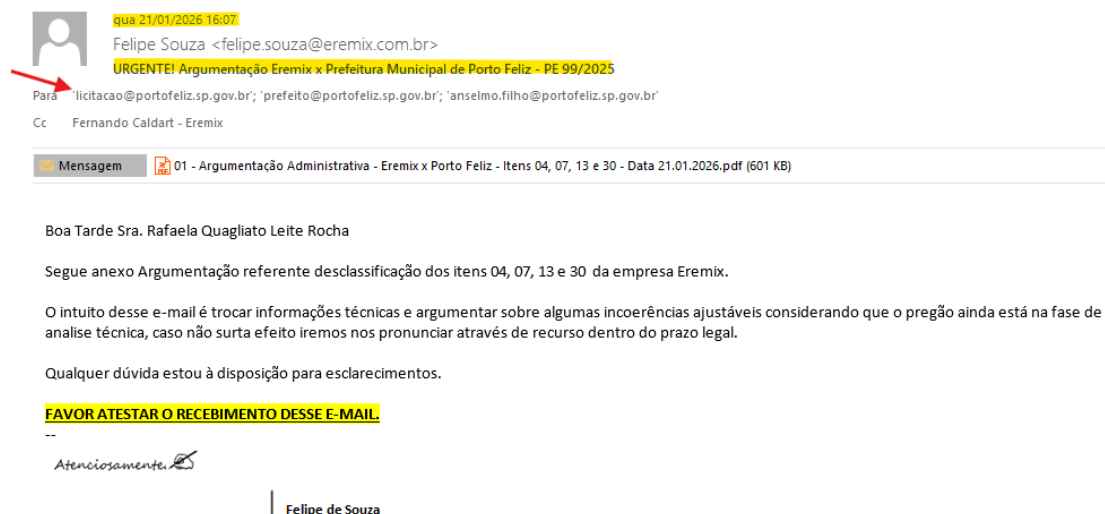 qua 21/01/2026 16:07
Felipe Souza <felipe.souza@eremix.com.br>
URGENTE! Argumentação Eremix x Prefeitura Municipal de Porto Feliz - PE 99/2025
Para 'licitacao@portofeliz.sp.gov.br'; 'prefeito@portofeliz.sp.gov.br'; 'anselmo.filho@portofeliz.sp.gov.br'
Cc Fernando Caldart - Eremix
Mensagem 01 - Argumentação Administrativa - Eremix x Porto Feliz - Itens 04, 07, 13 e 30 - Data 21.01.2026.pdf (601 KB)
Boa Tarde Sra. Rafaela Quagliato Leite Rocha
Segue anexo Argumentação referente desclassificação dos itens 04, 07, 13 e 30 da empresa Eremix.
O intuito desse e-mail é trocar informações técnicas e argumentar sobre algumas incoerências ajustáveis considerando que o pregão ainda está na fase de
analise técnica, caso não surta efeito iremos nos pronunciar através de recurso dentro do prazo legal.
Qualquer dúvida estou à disposição para esclarecimentos.
FAVOR ATESTAR O RECEBIMENTO DESSE E-MAIL.
--
Atenciosamente,
Felipe de Souza